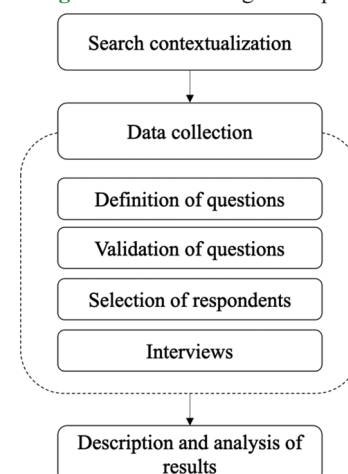 Search contextualization
Data collection
Definition of questions
Validation of questions
Selection of respondents
Interviews
Description and analysis of
results